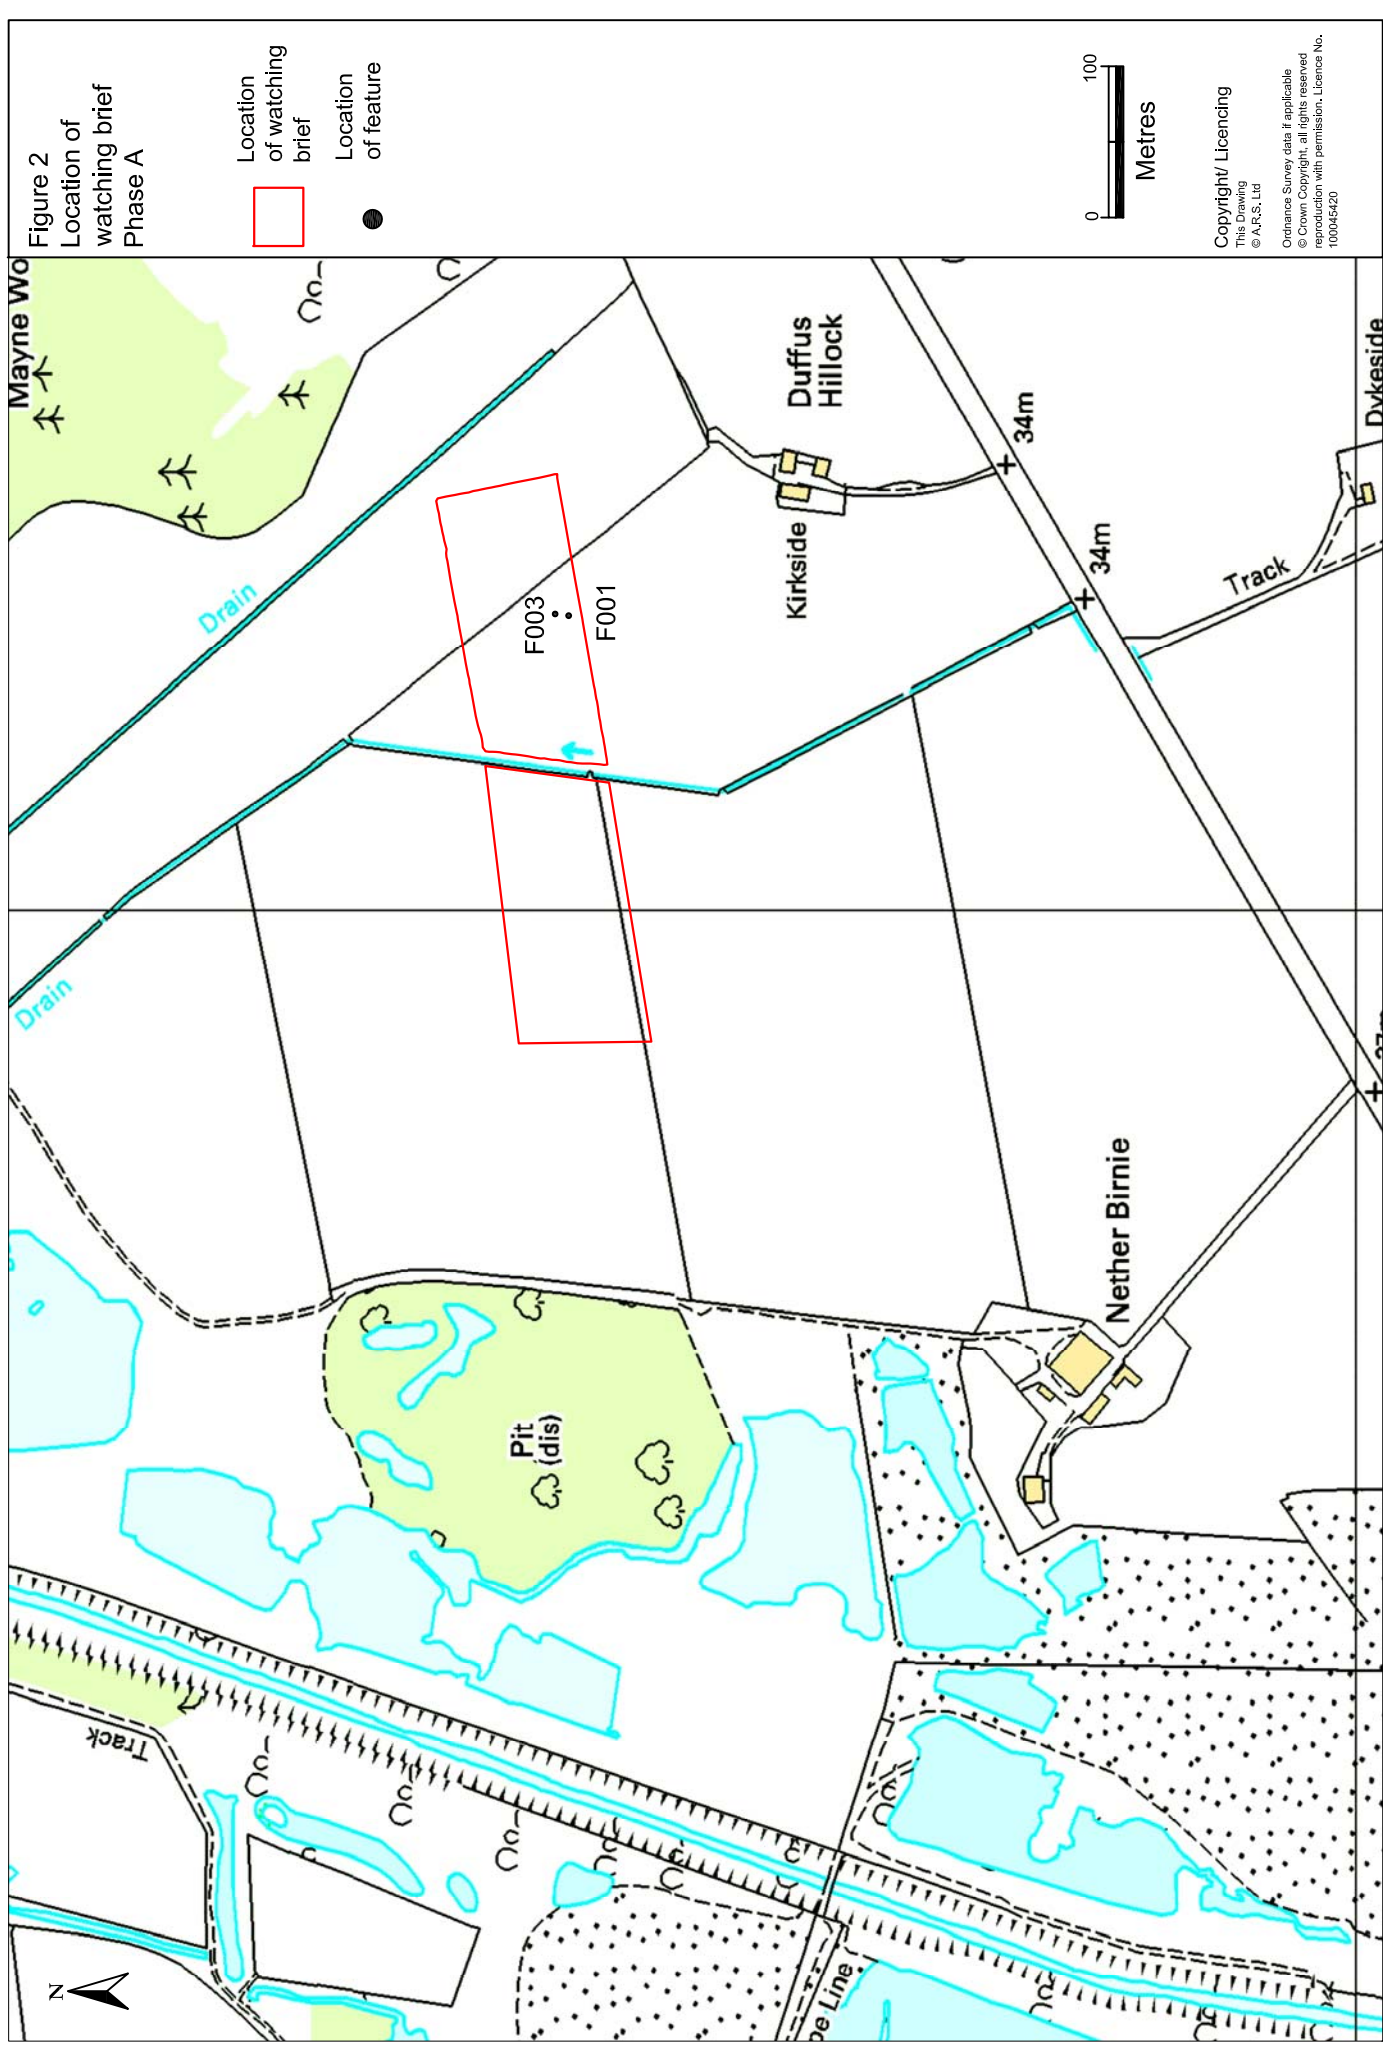 Figure 2
Location of
watching brief
Phase A
Location
of watching
brief
Location
of feature
0
100
Metres
Copyright/ Licencing
This Drawing
© A.R.S. Ltd
Ordnance Survey data if applicable
© Crown Copyright, all rights reserved
reproduction with permission. Licence No.
100045420
Mayne Wo
Drain
Drain
Duffus
Hillock
Kirkside
F003
F001
34m
34m
Track
Dykeside
Nether Birnie
Pit
(dis)
Track
N